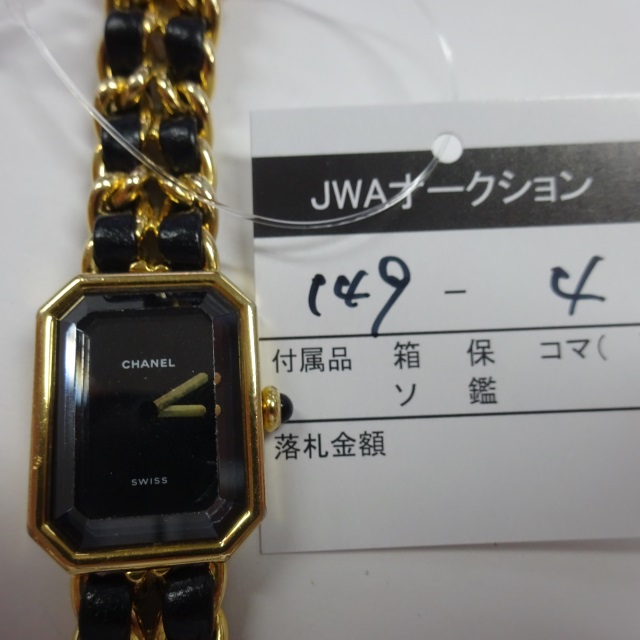 JWAオークション
149 - 4
付属品 箱 保 コマ(
ソ 鑑
落札金額
CHANEL
SWISS